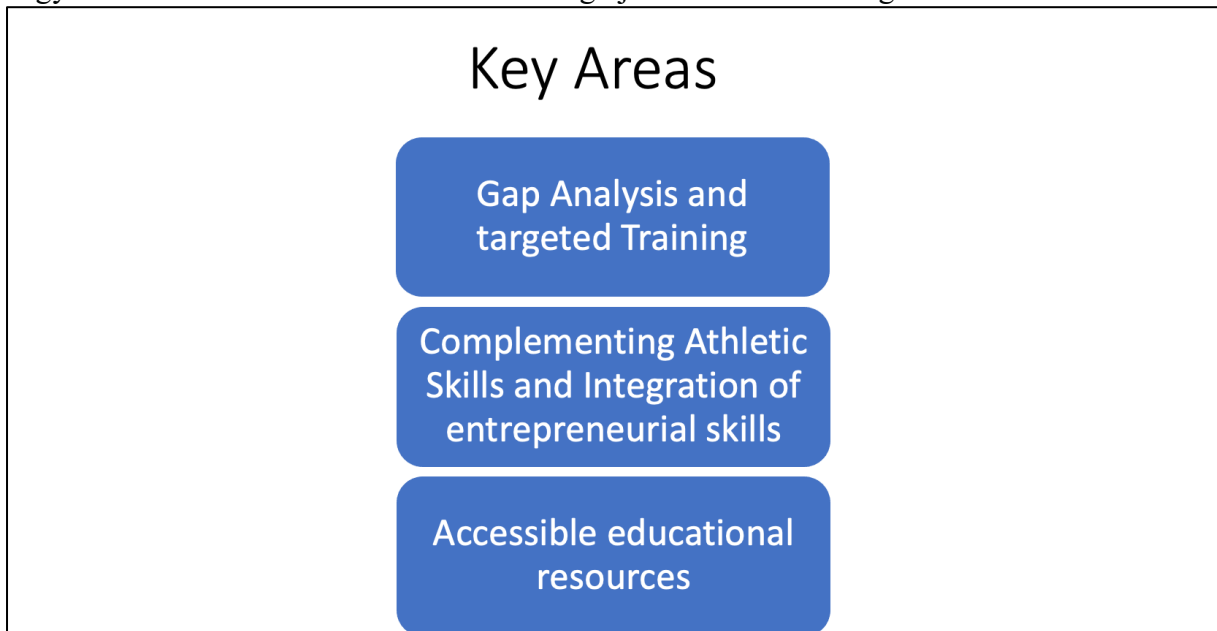 Key Areas
Gap Analysis and
targeted Training
Complementing Athletic
Skills and Integration of
entrepreneurial skills
Accessible educational
resources